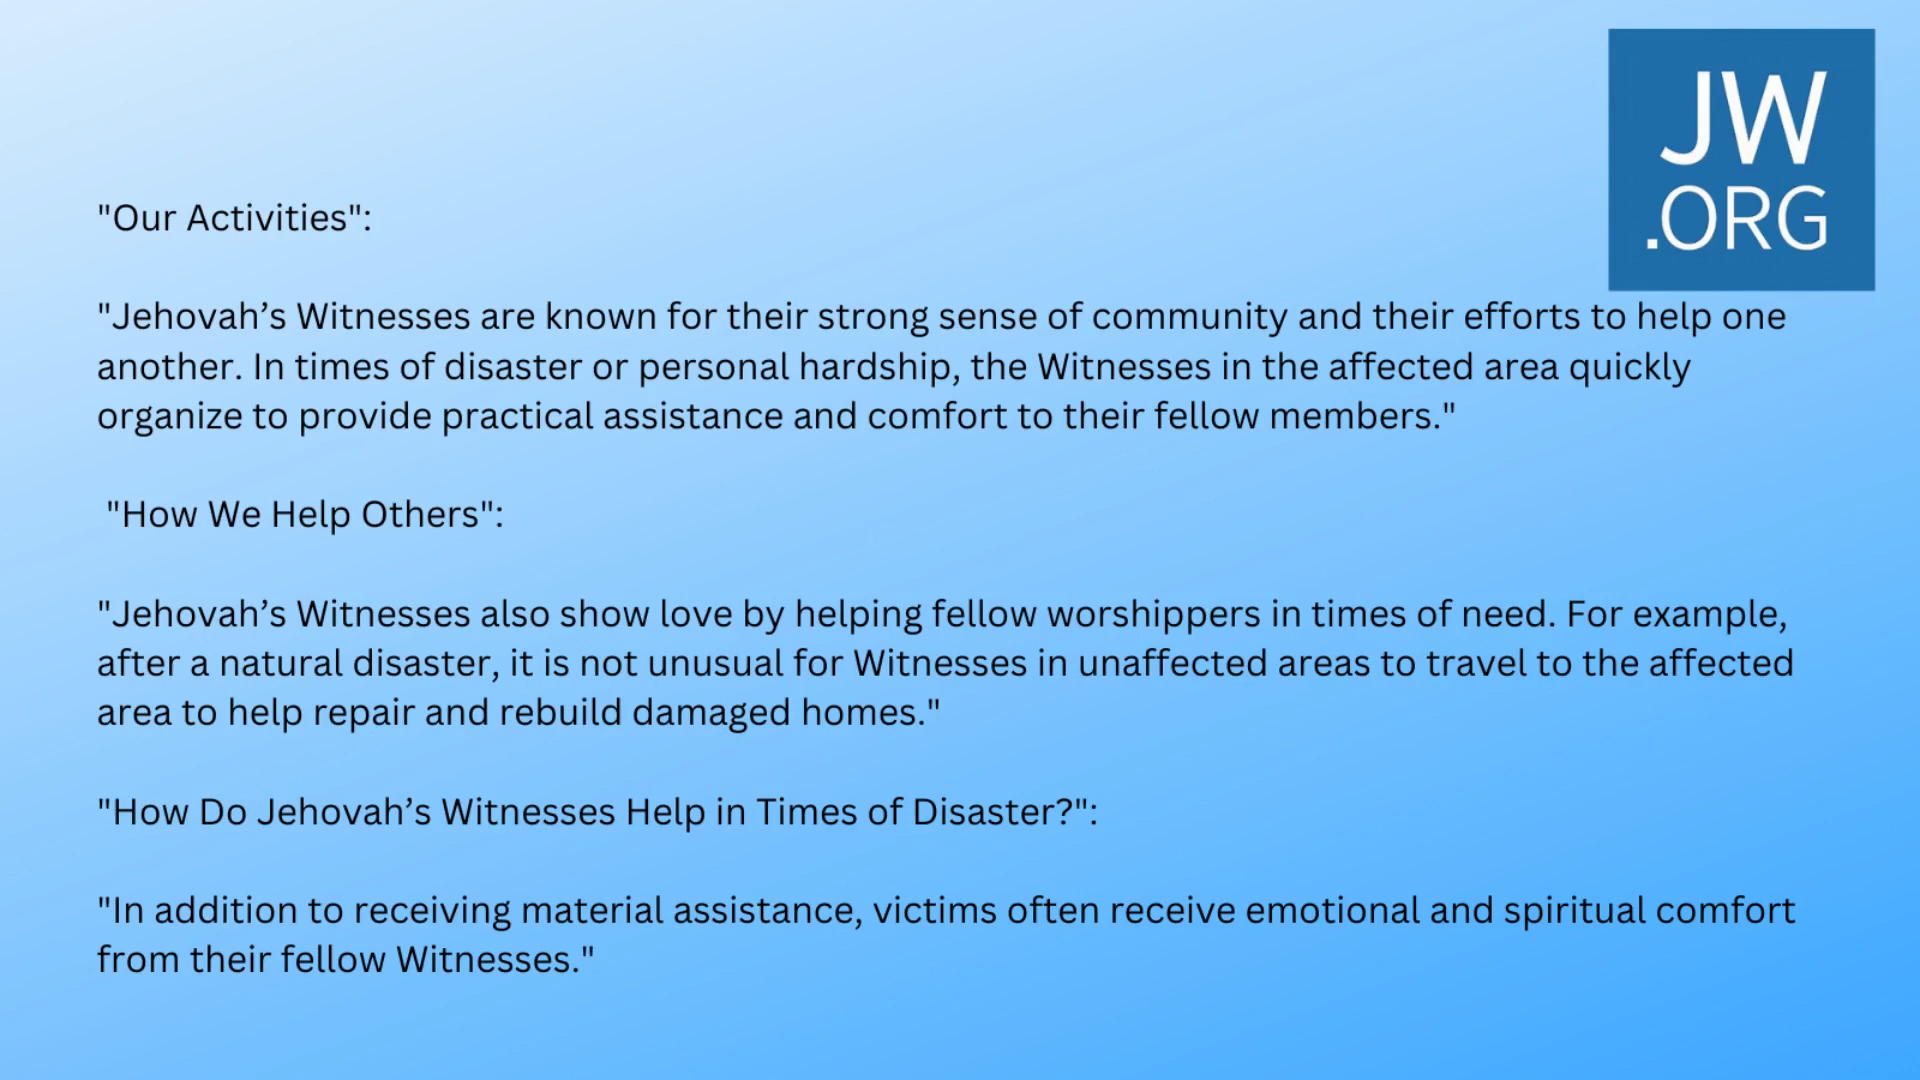 JW
.ORG
"Our Activities":
"Jehovah’s Witnesses are known for their strong sense of community and their efforts to help one
another. In times of disaster or personal hardship, the Witnesses in the affected area quickly
organize to provide practical assistance and comfort to their fellow members."
"How We Help Others":
"Jehovah’s Witnesses also show love by helping fellow worshippers in times of need. For example,
after a natural disaster, it is not unusual for Witnesses in unaffected areas to travel to the affected
area to help repair and rebuild damaged homes."
"How Do Jehovah’s Witnesses Help in Times of Disaster?":
"In addition to receiving material assistance, victims often receive emotional and spiritual comfort
from their fellow Witnesses."